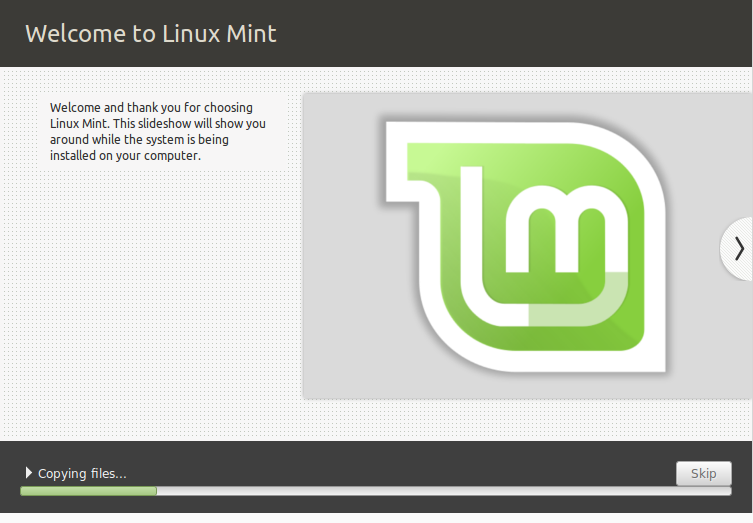 Welcome to Linux Mint
Welcome and thank you for choosing
Linux Mint. This slideshow will show you
around while the system is being
installed on your computer.
lm
Copying files...
Skip